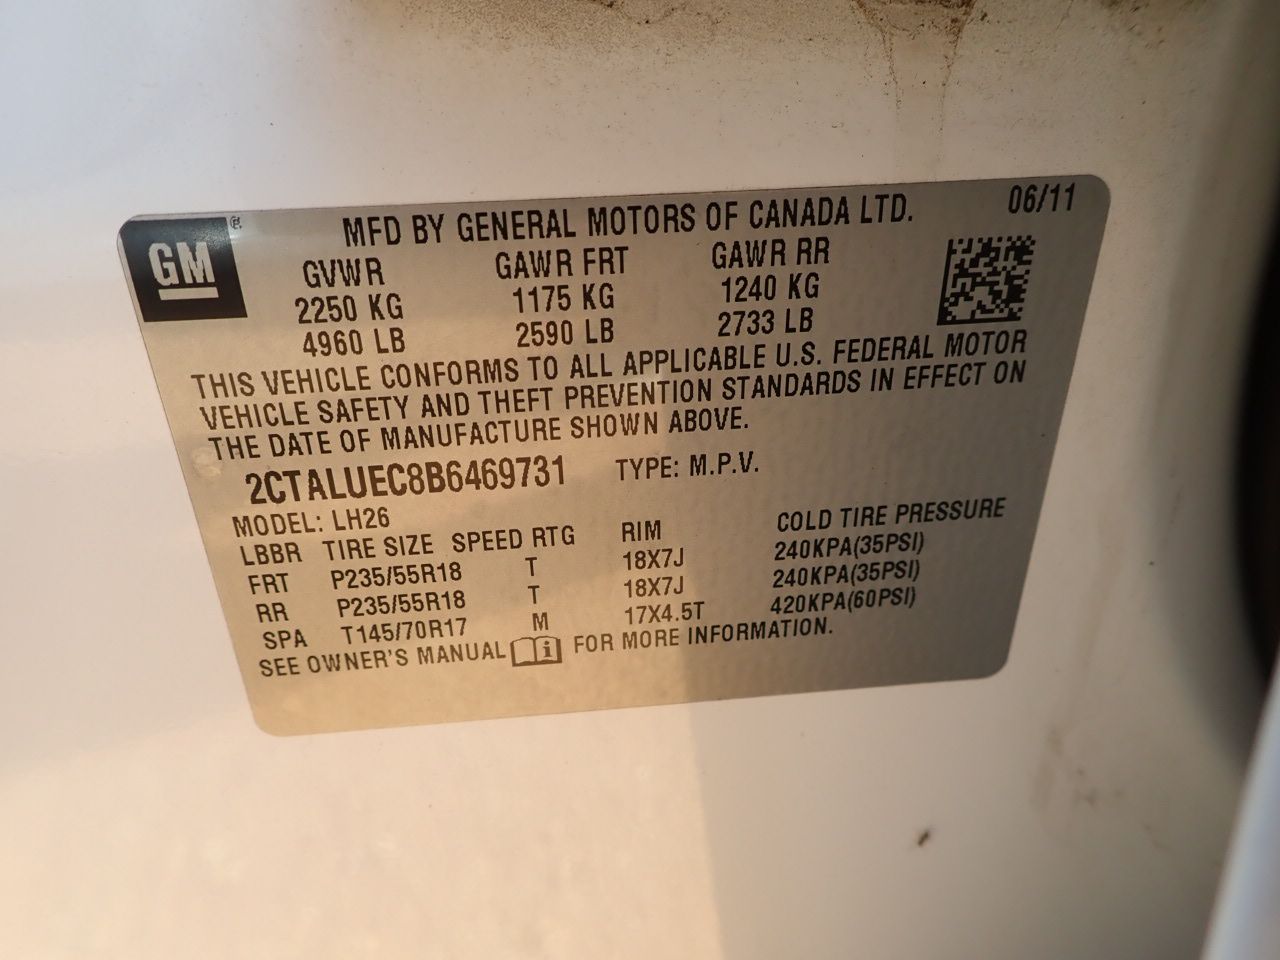 GM
MFD BY GENERAL MOTORS OF CANADA LTD. 06/11
GVWR GAWR FRT GAWR RR
2250 KG 1175 KG 1240 KG
4960 LB 2590 LB 2733 LB
THIS VEHICLE CONFORMS TO ALL APPLICABLE U.S. FEDERAL MOTOR
VEHICLE SAFETY AND THEFT PREVENTION STANDARDS IN EFFECT ON
THE DATE OF MANUFACTURE SHOWN ABOVE.
2CTALUEC8B6469731 TYPE: M.P.V.
MODEL: LH26
LBBR TIRE SIZE SPEED RTG RIM COLD TIRE PRESSURE
FRT P235/55R18 T 18X7J 240KPA(35PSI)
RR P235/55R18 T 18X7J 240KPA(35PSI)
SPA T145/70R17 M 17X4.5T 420KPA(60PSI)
SEE OWNER'S MANUAL i FOR MORE INFORMATION.